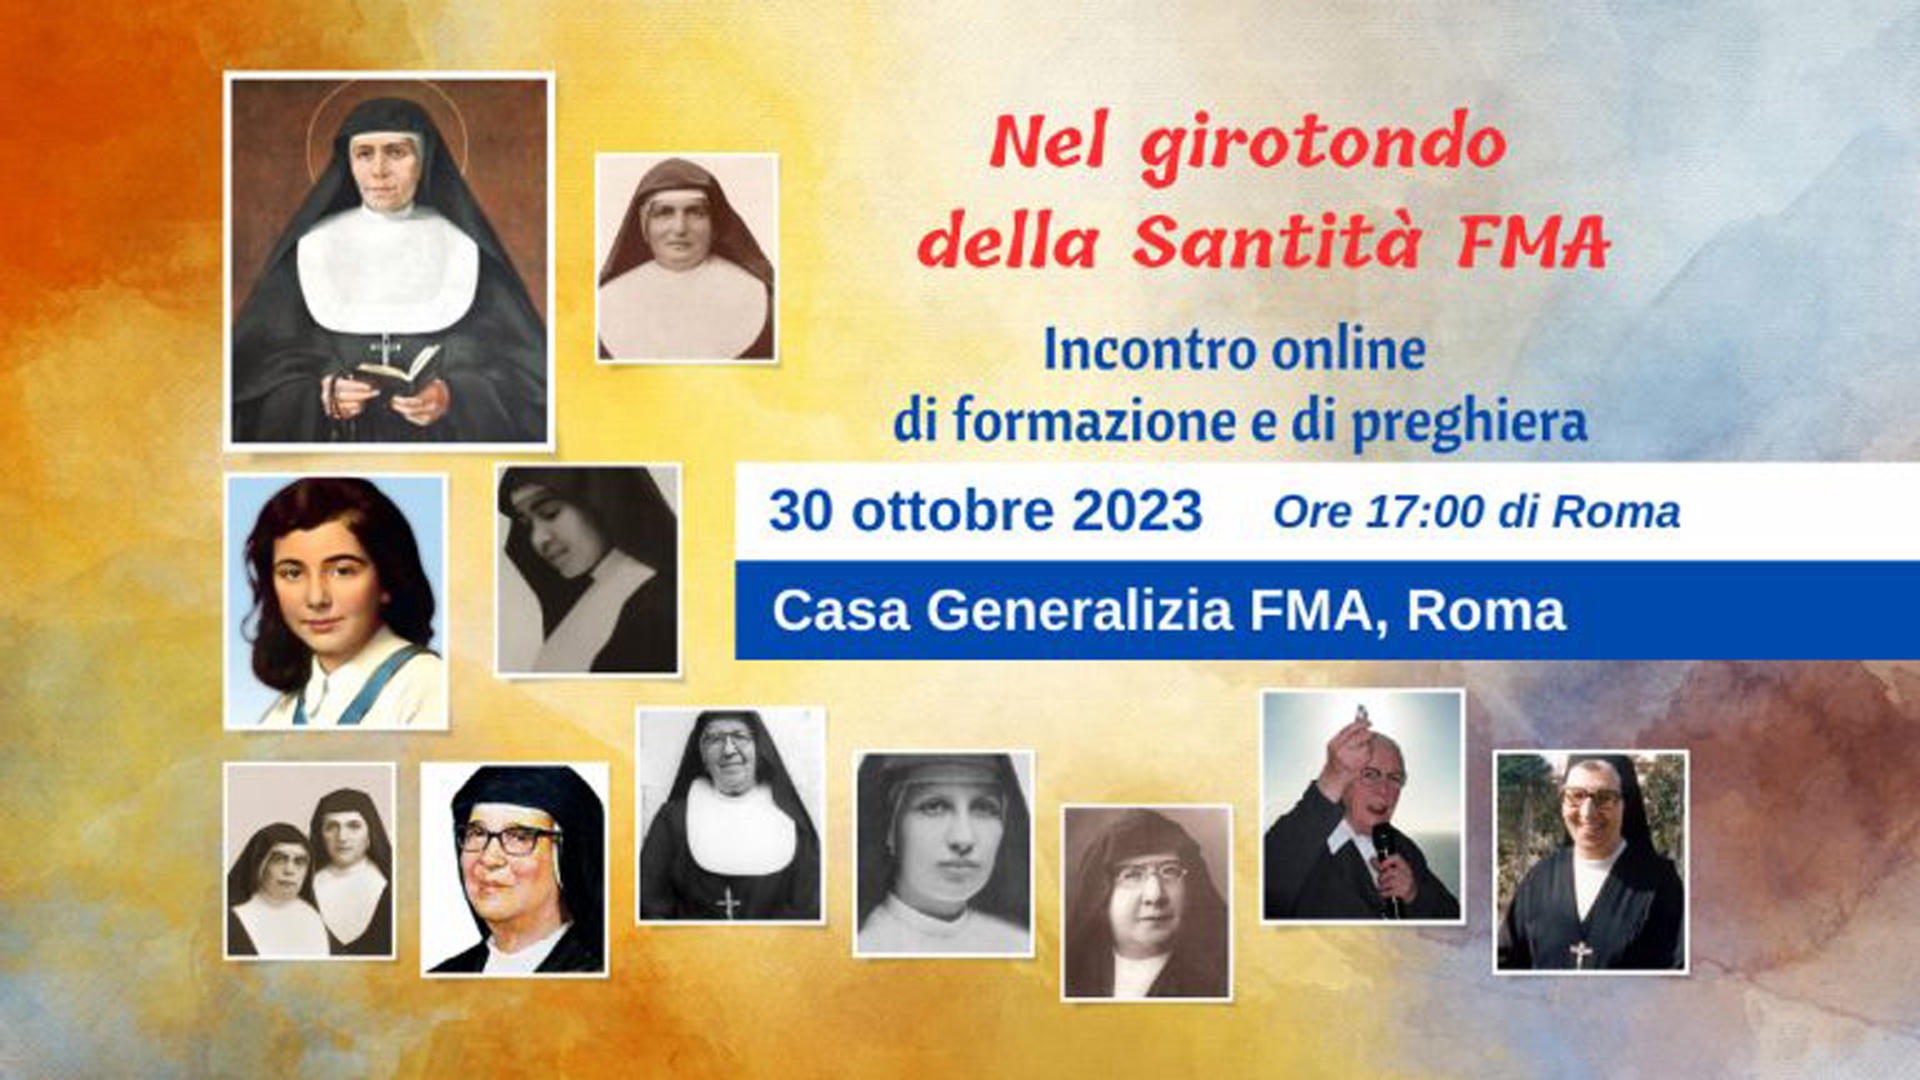 Nel girotondo
della Santità FMA
Incontro online
di formazione e di preghiera
30 ottobre 2023 Ore 17:00 di Roma
Casa Generalizia FMA, Roma